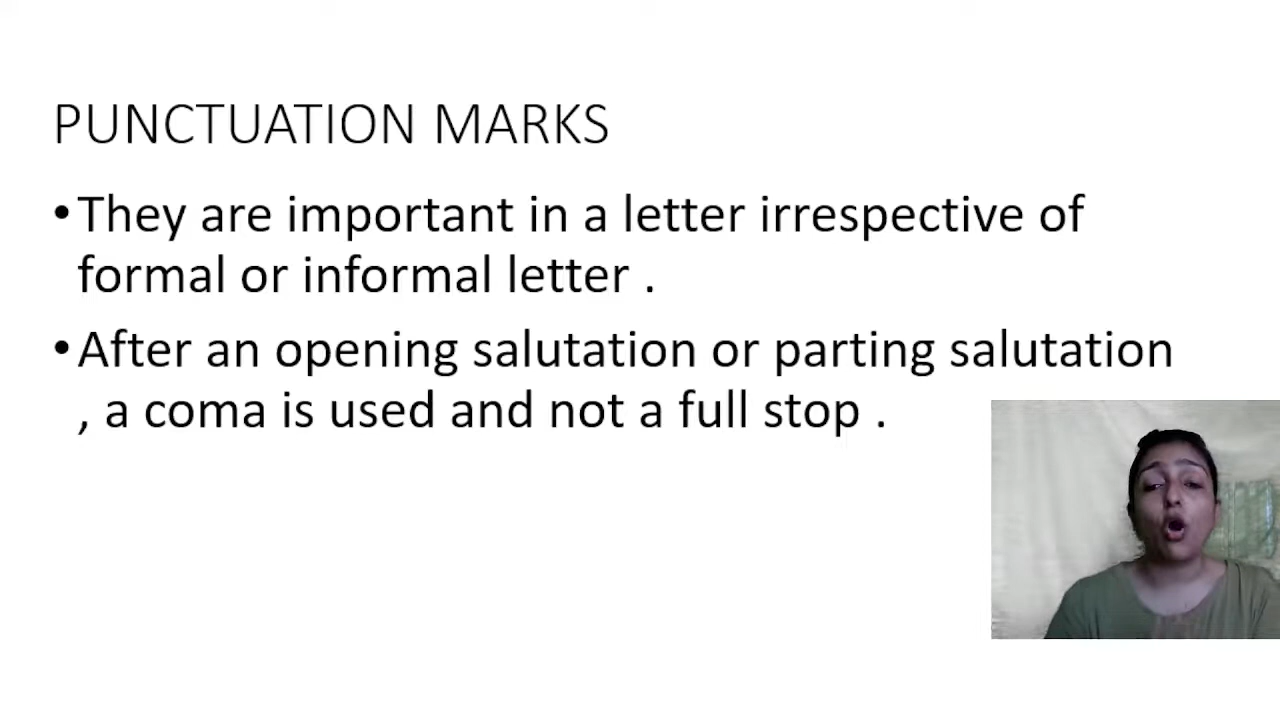 PUNCTUATION MARKS
•They are important in a letter irrespective of
formal or informal letter .
•After an opening salutation or parting salutation
, a coma is used and not a full stop .